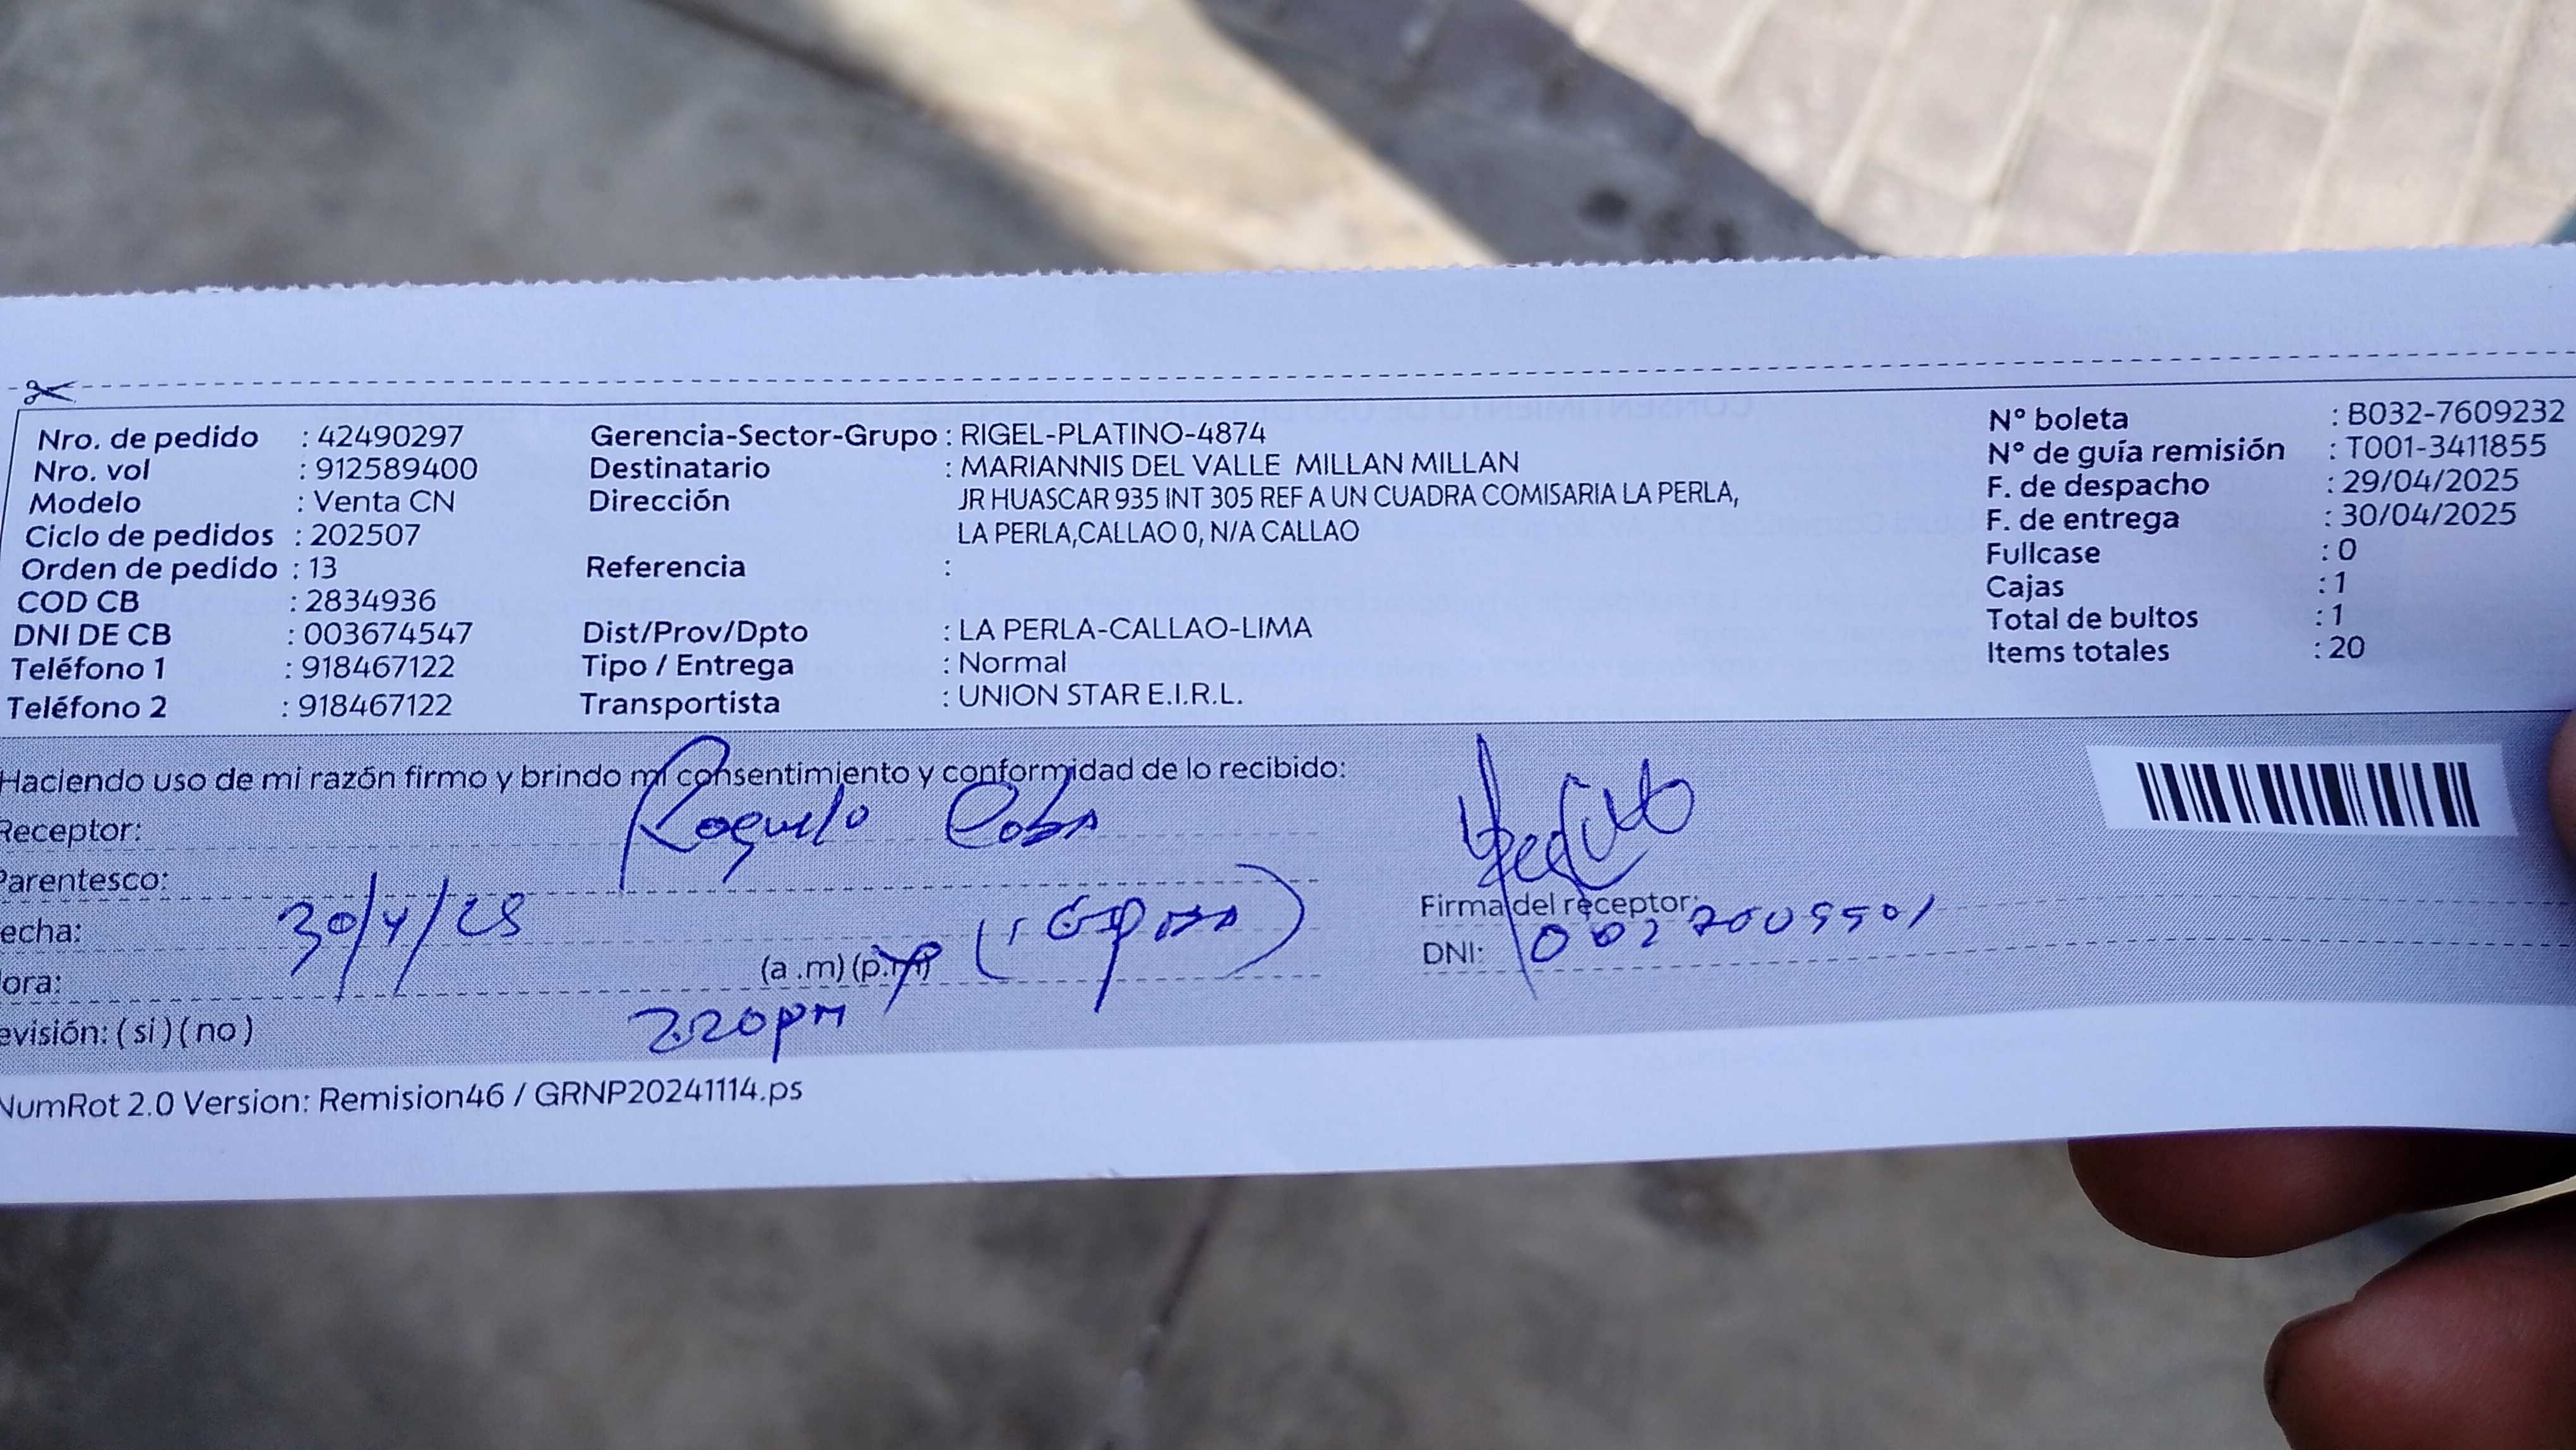 Nro. de pedido : 42490297 Gerencia-Sector-Grupo : RIGEL-PLATINO-4874 N° boleta : B032-7609232
Nro. vol : 912589400 Destinatario : MARIANNIS DEL VALLE MILLAN MILLAN N° de guía remisión : T001-3411855
Modelo : Venta CN Dirección JR HUASCAR 935 INT 305 REF A UN CUADRA COMISARIA LA PERLA, F. de despacho : 29/04/2025
Ciclo de pedidos : 202507 LA PERLA,CALLAO 0, N/A CALLAO F. de entrega : 30/04/2025
Orden de pedido : 13 Referencia : Fullcase : 0
COD CB : 2834936 Cajas : 1
DNI DE CB : 003674547 Dist/Prov/Dpto : LA PERLA-CALLAO-LIMA Total de bultos : 1
Teléfono 1 : 918467122 Tipo / Entrega : Normal Items totales : 20
Teléfono 2 : 918467122 Transportista : UNION STAR E.I.R.L.
Haciendo uso de mi razón firmo y brindo mi consentimiento y conformidad de lo recibido:
Receptor:
Parentesco:
echa: 30/4/25 Firma del receptor:
ora: (a .m) (p.m) DNI:
evisión: ( si ) ( no ) 2:20pm
NumRot 2.0 Version: Remision46 / GRNP20241114.ps